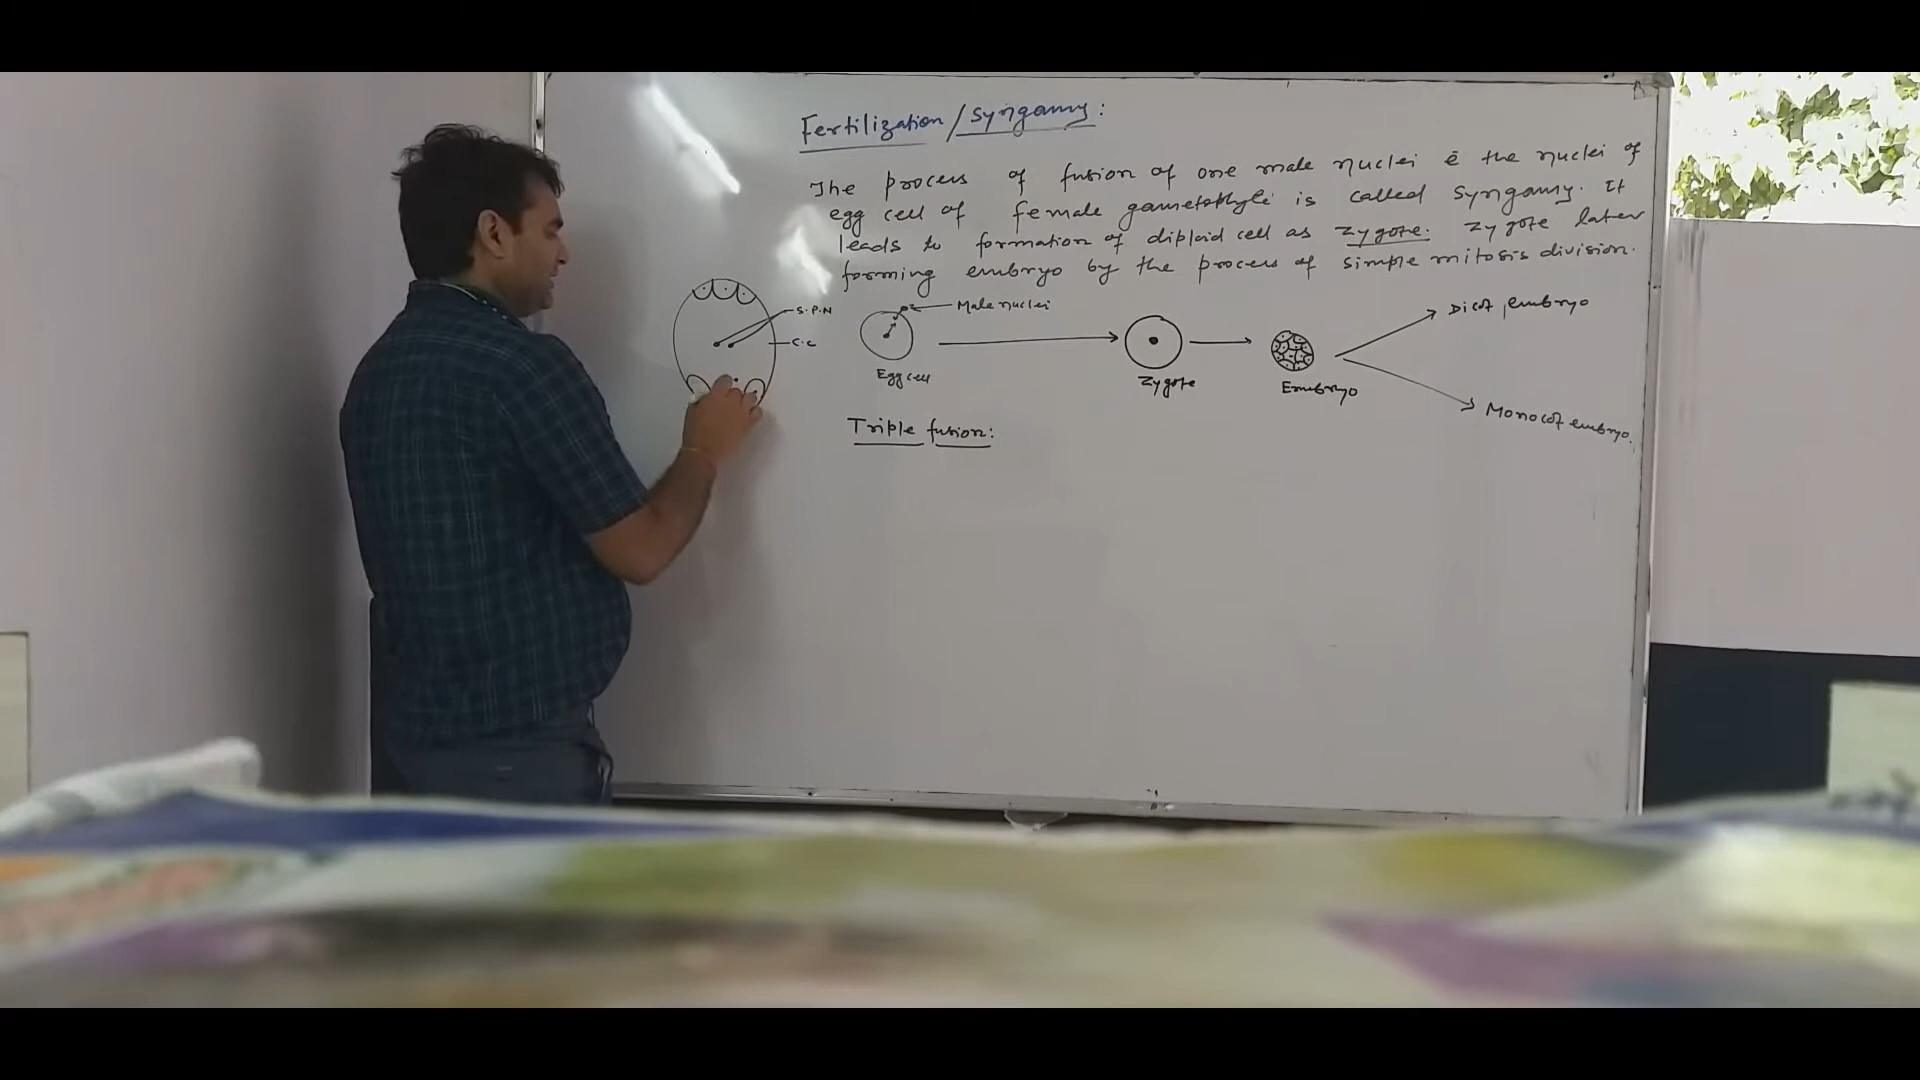 Fertilization / Syngamy :
The process of fusion of one male nuclei c̄ the nuclei of
egg cell of female gametophyte is called syngamy. It
leads to formation of diploid cell as zygote. Zygote later
forming embryo by the process of simple mitosis division.
S.P.N
C.C
Male nuclei
Egg cell
Zygote
Embryo
Dicot embryo
Monocot embryo.
Triple fusion: